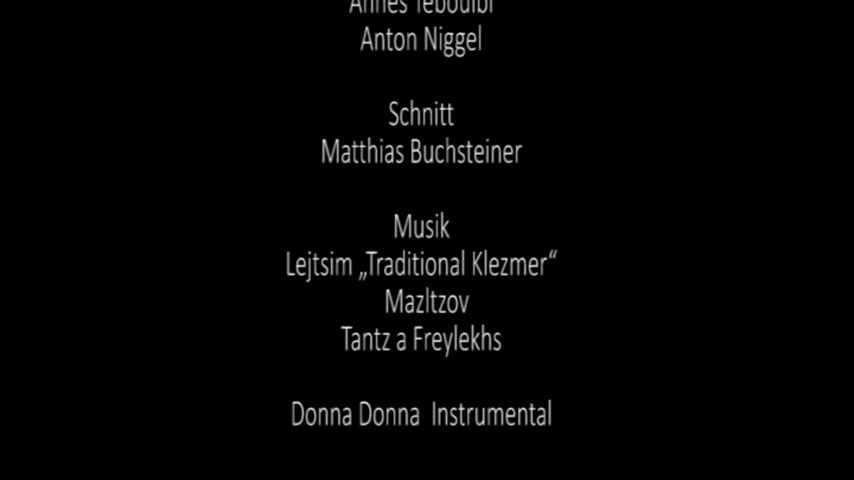 Anton Niggel
Schnitt
Matthias Buchsteiner
Musik
Lejtsim „Traditional Klezmer“
Mazltzov
Tantz a Freylekhs
Donna Donna Instrumental